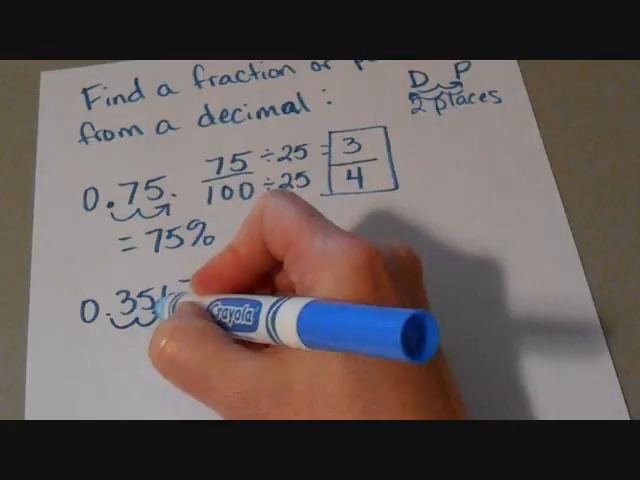 Find a fraction or
from a decimal:
D P
2 places
0.75. 75/100 ÷25 ÷25 = 3/4
= 75%
0.35
Crayola